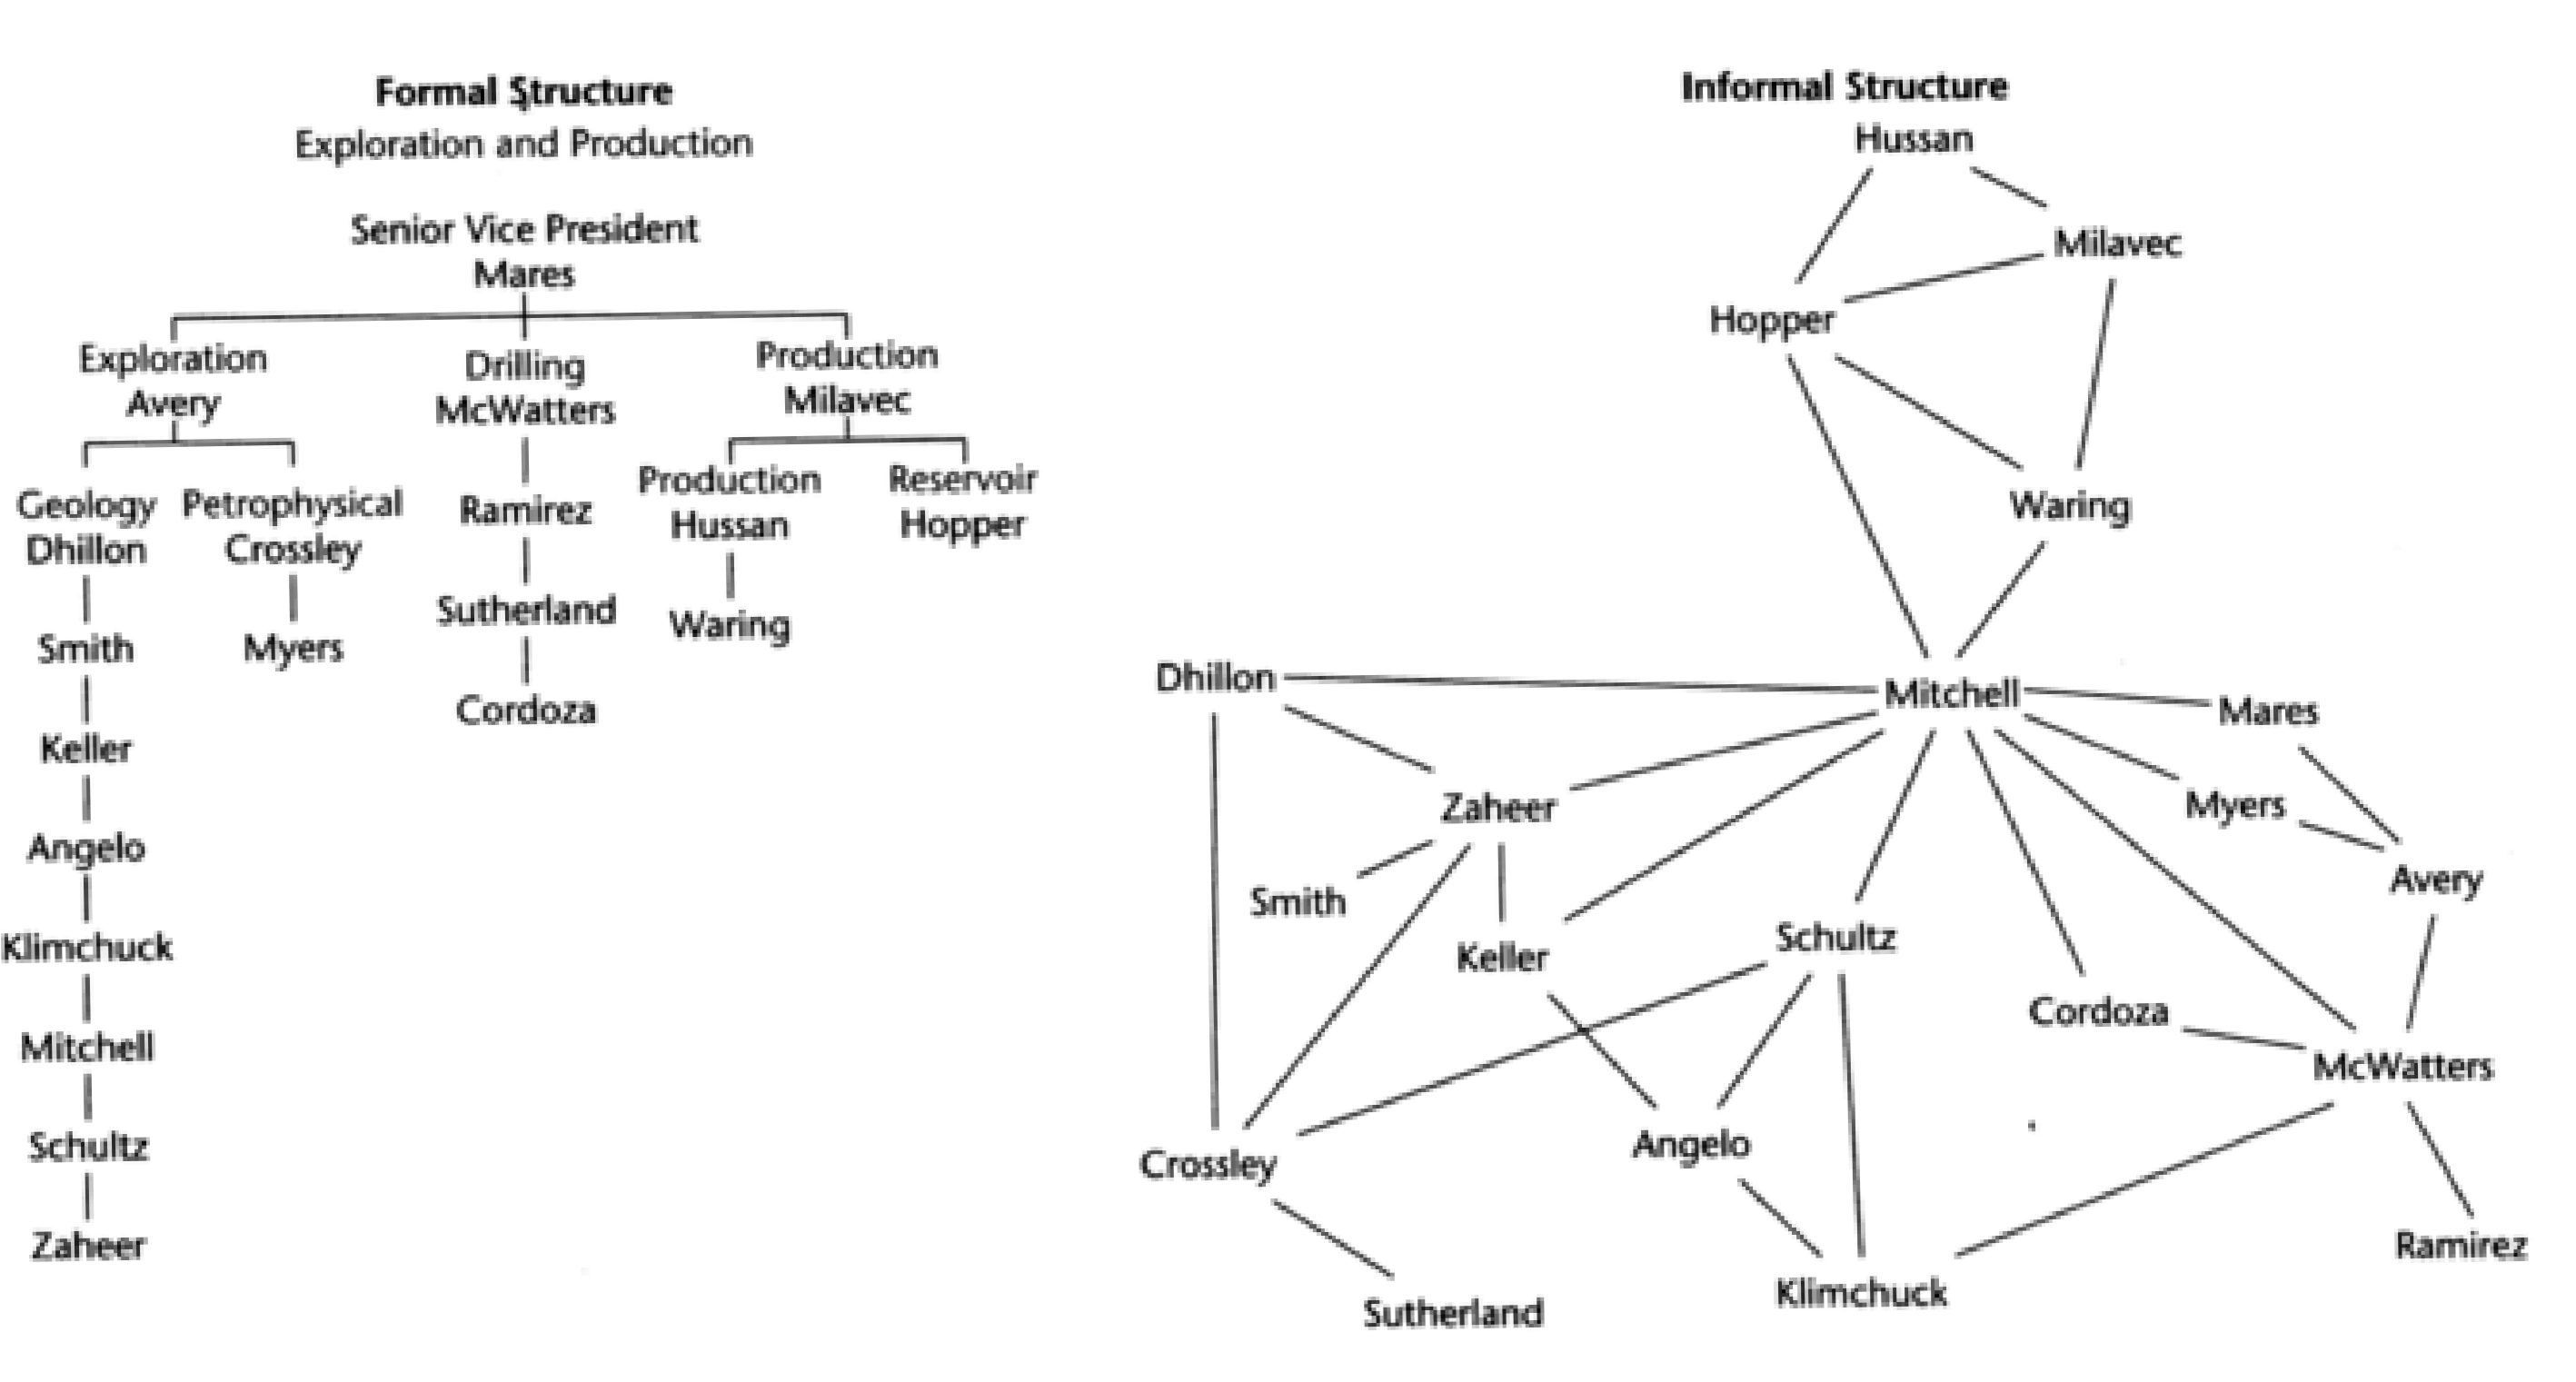 Formal Structure
Exploration and Production
Senior Vice President
Mares
Exploration
Avery
Drilling
McWatters
Production
Milavec
Geology
Dhillon
Petrophysical
Crossley
Ramirez
Production
Hussan
Reservoir
Hopper
Smith
Myers
Sutherland
Waring
Keller
Cordoza
Angelo
Klimchuck
Mitchell
Schultz
Zaheer
Informal Structure
Hussan
Milavec
Hopper
Waring
Dhillon
Mitchell
Mares
Zaheer
Myers
Smith
Avery
Keller
Schultz
Cordoza
McWatters
Crossley
Angelo
Ramirez
Sutherland
Klimchuck